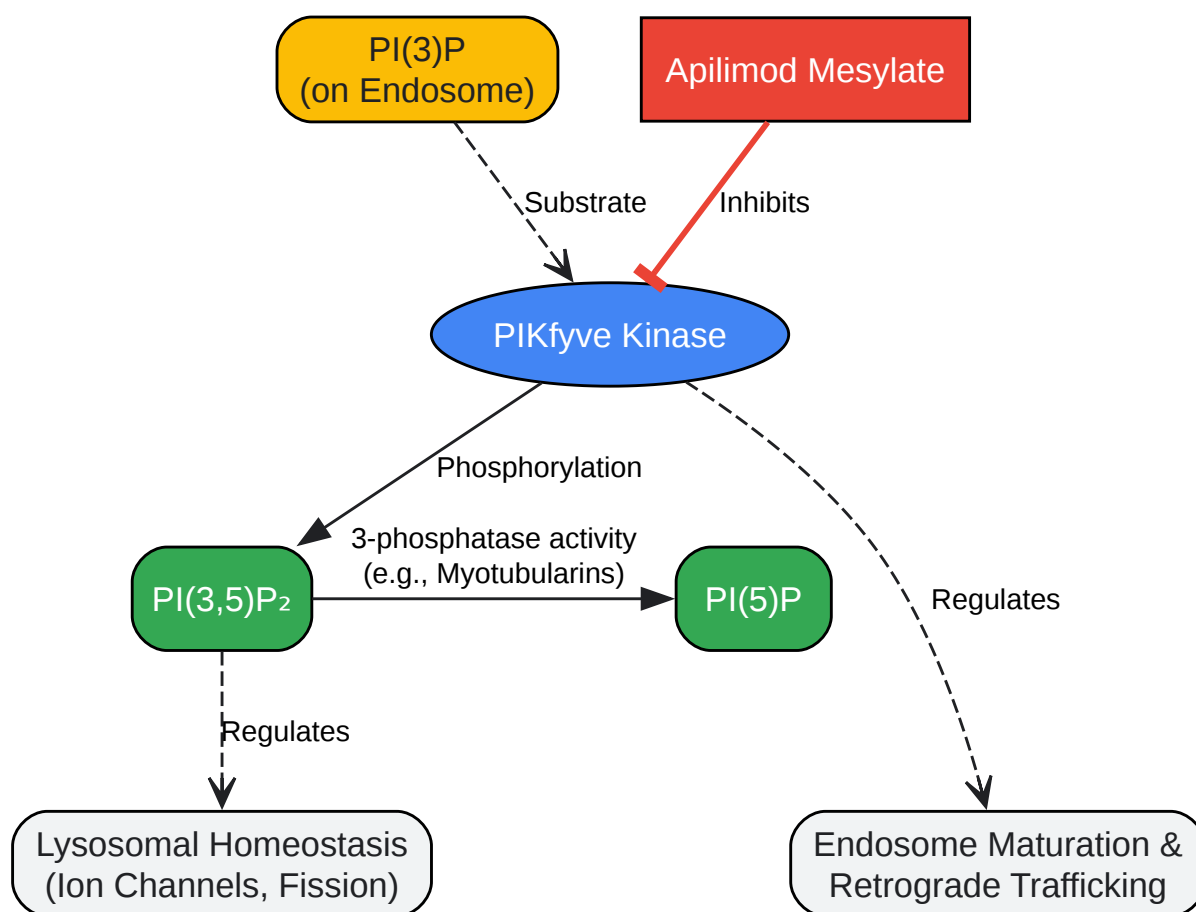 PI(3)P
(on Endosome)
Apilimod Mesylate
Substrate
Inhibits
PIKfyve Kinase
Phosphorylation
3-phosphatase activity
(e.g., Myotubularins)
PI(3,5)P₂
PI(5)P
Regulates
Regulates
Lysosomal Homeostasis
(Ion Channels, Fission)
Endosome Maturation &
Retrograde Trafficking